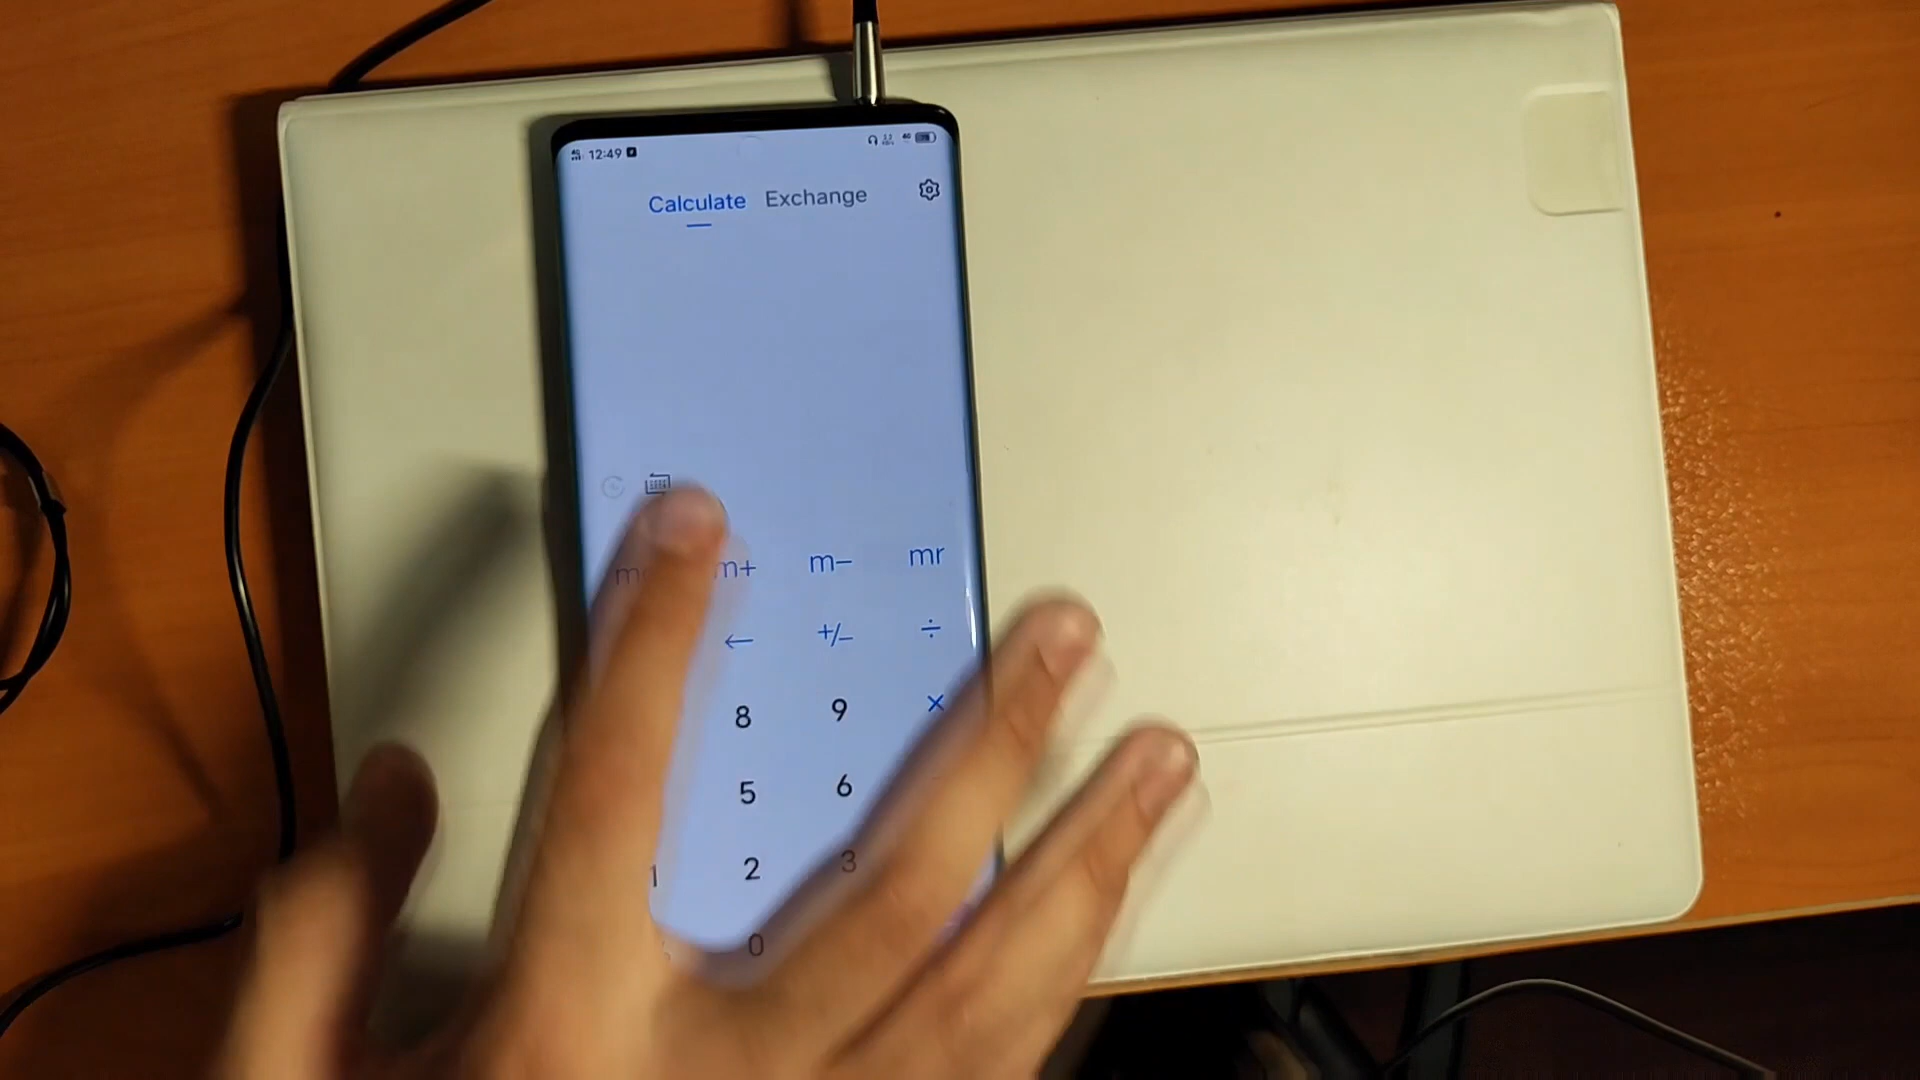 12:49
Calculate Exchange
m+ m− mr
← +/− ÷
8 9 ×
5 6
1 2 3
0